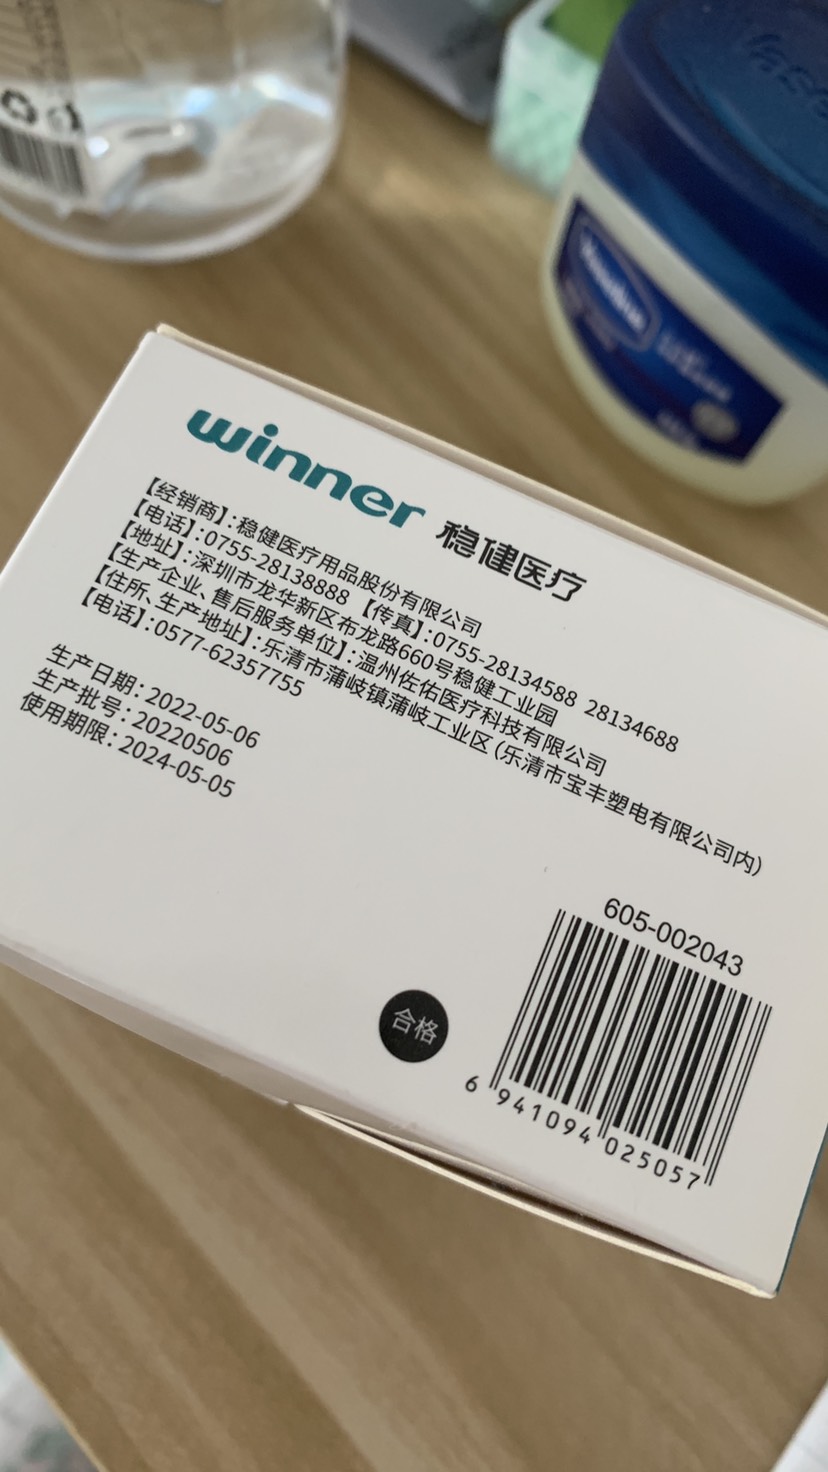 Vaseline
winner 稳健医疗
【经销商】:稳健医疗用品股份有限公司
【电话】:0755-28138888 【传真】:0755-28134588 28134688
【地址】:深圳市龙华新区布龙路660号稳健工业园
【生产企业、售后服务单位】:温州佐佑医疗科技有限公司
【住所、生产地址】:乐清市蒲岐镇蒲岐工业区(乐清市宝丰塑电有限公司内)
【电话】:0577-62357755
生产日期: 2022-05-06
生产批号: 20220506
使用期限: 2024-05-05
605-002043
合格
6 941094 025057